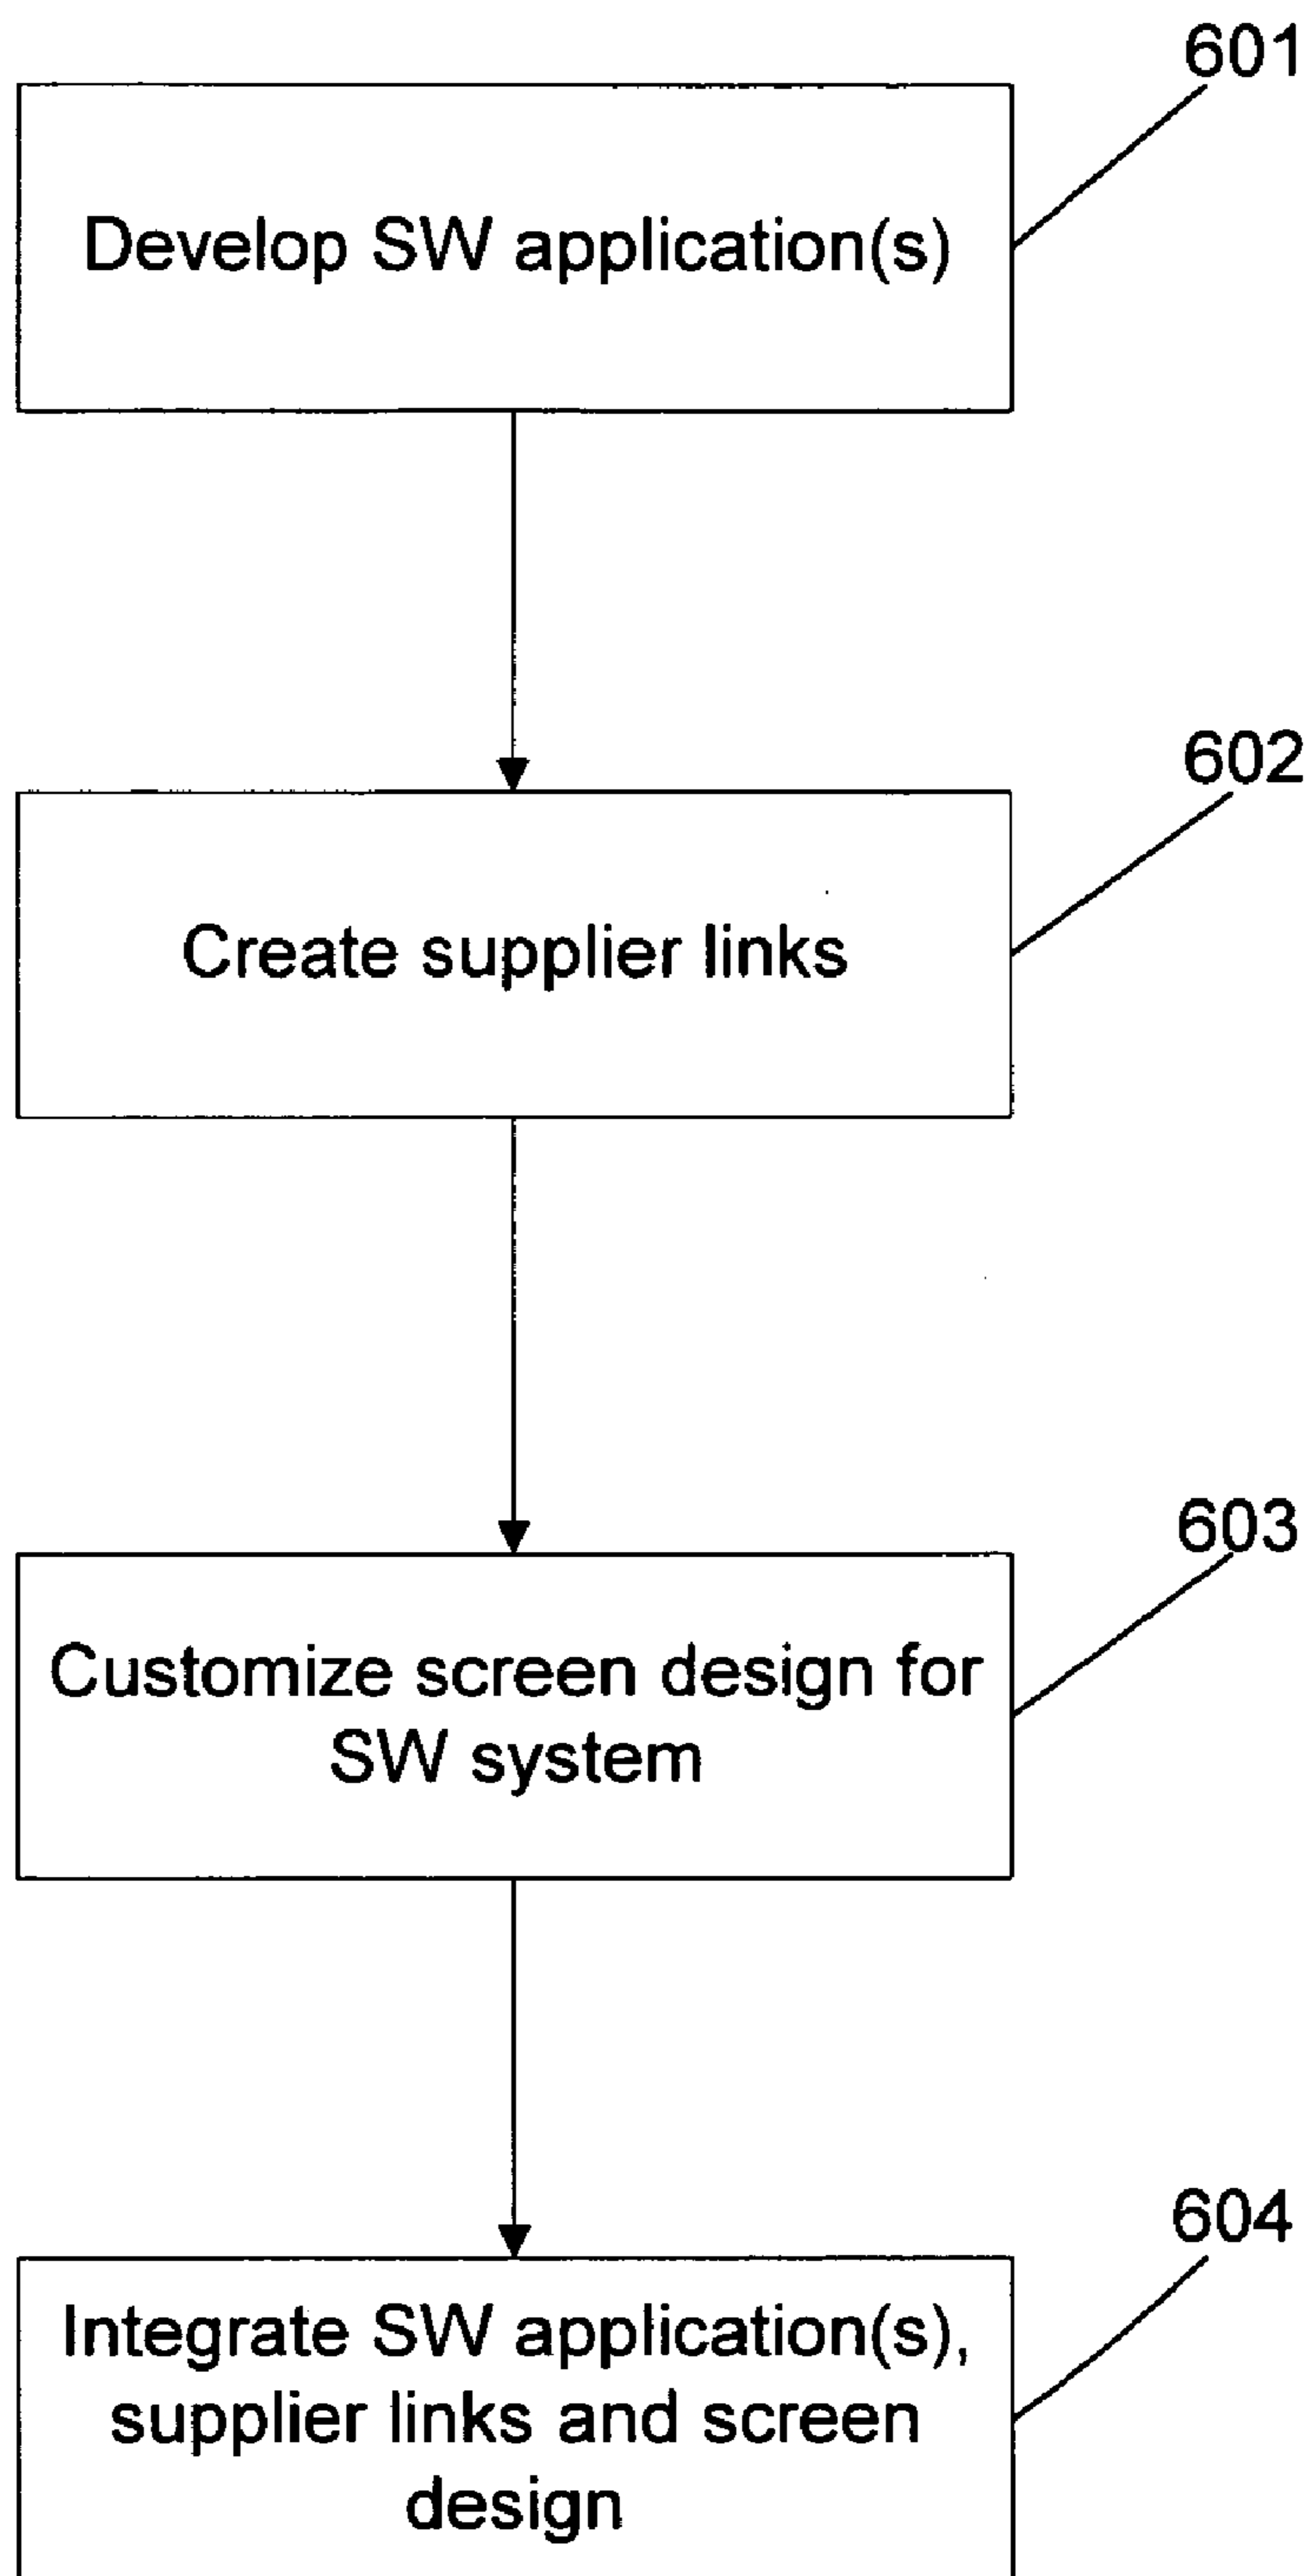 601
Develop SW application(s)
602
Create supplier links
603
Customize screen design for
SW system
604
Integrate SW application(s),
supplier links and screen
design